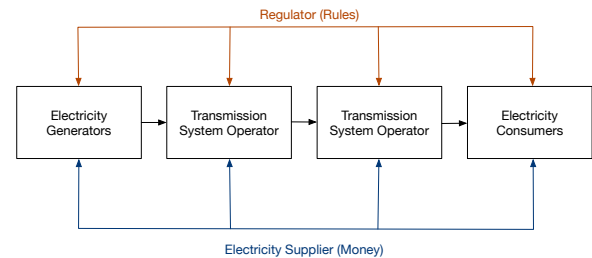 Regulator (Rules)
Electricity
Generators
Transmission
System Operator
Transmission
System Operator
Electricity
Consumers
Electricity Supplier (Money)